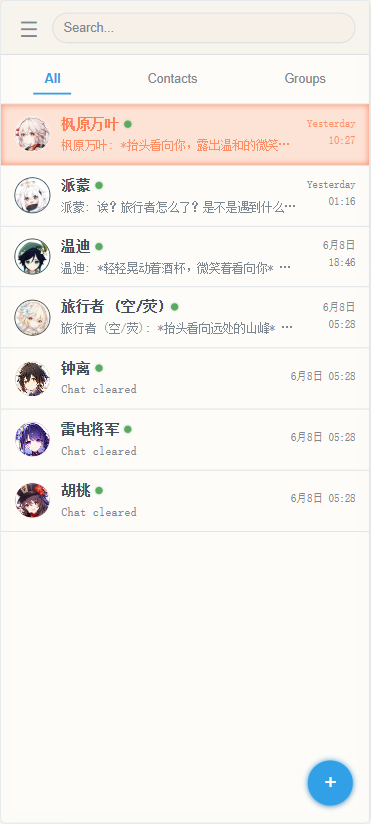 Search...
All Contacts Groups
枫原万叶 Yesterday
枫原万叶: *抬头看向你,露出温和的微笑… 10:27
派蒙 Yesterday
派蒙: 诶?旅行者怎么了?是不是遇到什么… 01:16
温迪 6月8日
温迪: *轻轻晃动着酒杯,微笑着看向你* … 18:46
旅行者 (空/荧) 6月8日
旅行者 (空/荧): *抬头看向远处的山峰* … 05:28
钟离
Chat cleared 6月8日 05:28
雷电将军
Chat cleared 6月8日 05:28
胡桃
Chat cleared 6月8日 05:28
+